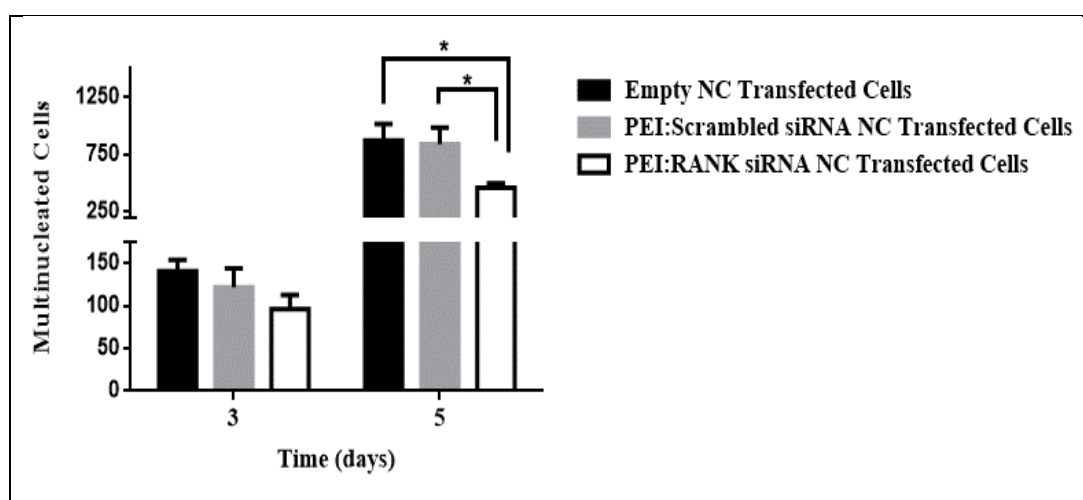 *
*
1250
750
250
150
100
50
0
Multinucleated Cells
3
5
Time (days)
Empty NC Transfected Cells
PEI:Scrambled siRNA NC Transfected Cells
PEI:RANK siRNA NC Transfected Cells